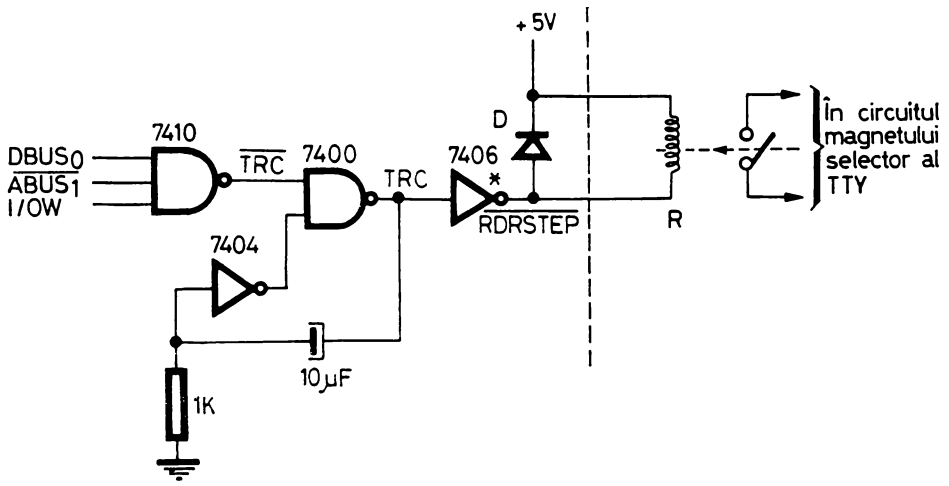 + 5V
D
7410
DBUS0
ABUS1
I/OW
TRC
7400
TRC
7406
*
RDRSTEP
R
În circuitul
magnetului
selector al
TTY
7404
10µF
1K